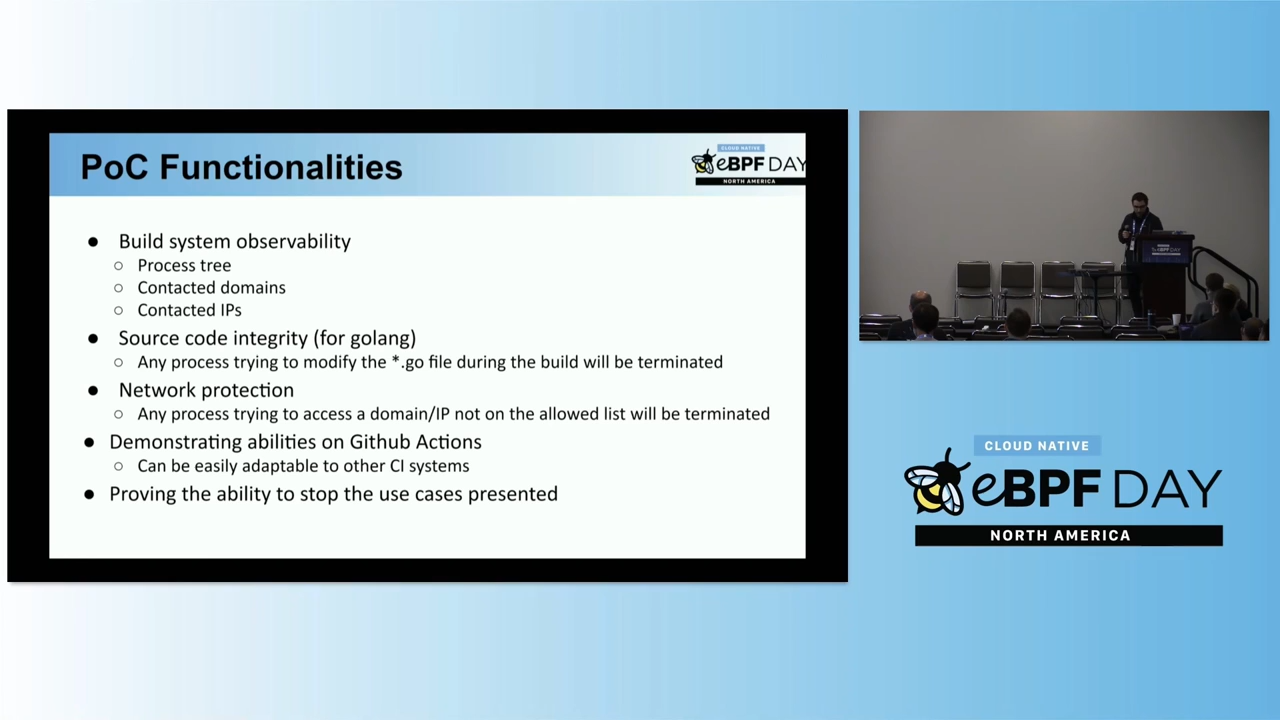 PoC Functionalities
CLOUD NATIVE
eBPF DAY
NORTH AMERICA
● Build system observability
○ Process tree
○ Contacted domains
○ Contacted IPs
● Source code integrity (for golang)
○ Any process trying to modify the *.go file during the build will be terminated
● Network protection
○ Any process trying to access a domain/IP not on the allowed list will be terminated
● Demonstrating abilities on Github Actions
○ Can be easily adaptable to other CI systems
● Proving the ability to stop the use cases presented
eBPF DAY
CLOUD NATIVE
eBPF DAY
NORTH AMERICA